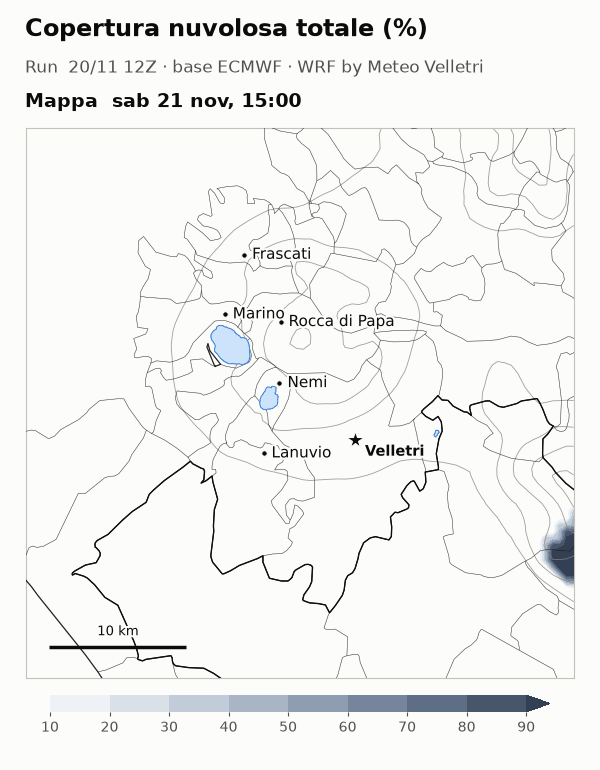 Copertura nuvolosa totale (%)
Run  20/11 12Z · base ECMWF · WRF by Meteo Velletri
Mappa  sab 21 nov, 15:00
Frascati
Marino
Rocca di Papa
Nemi
Velletri
Lanuvio
10 km
10 20 30 40 50 60 70 80 90